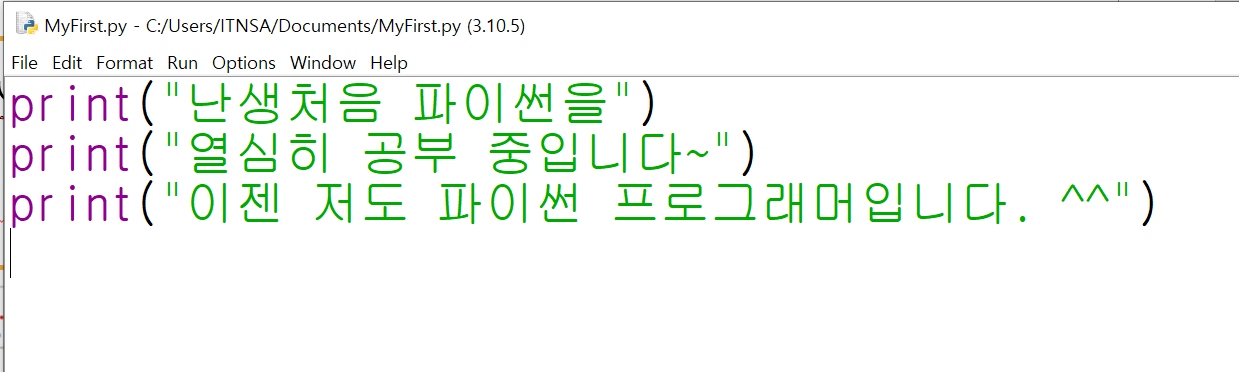 MyFirst.py - C:/Users/ITNSA/Documents/MyFirst.py (3.10.5)
File Edit Format Run Options Window Help
print("난생처음 파이썬을")
print("열심히 공부 중입니다~")
print("이젠 저도 파이썬 프로그래머입니다. ^^")